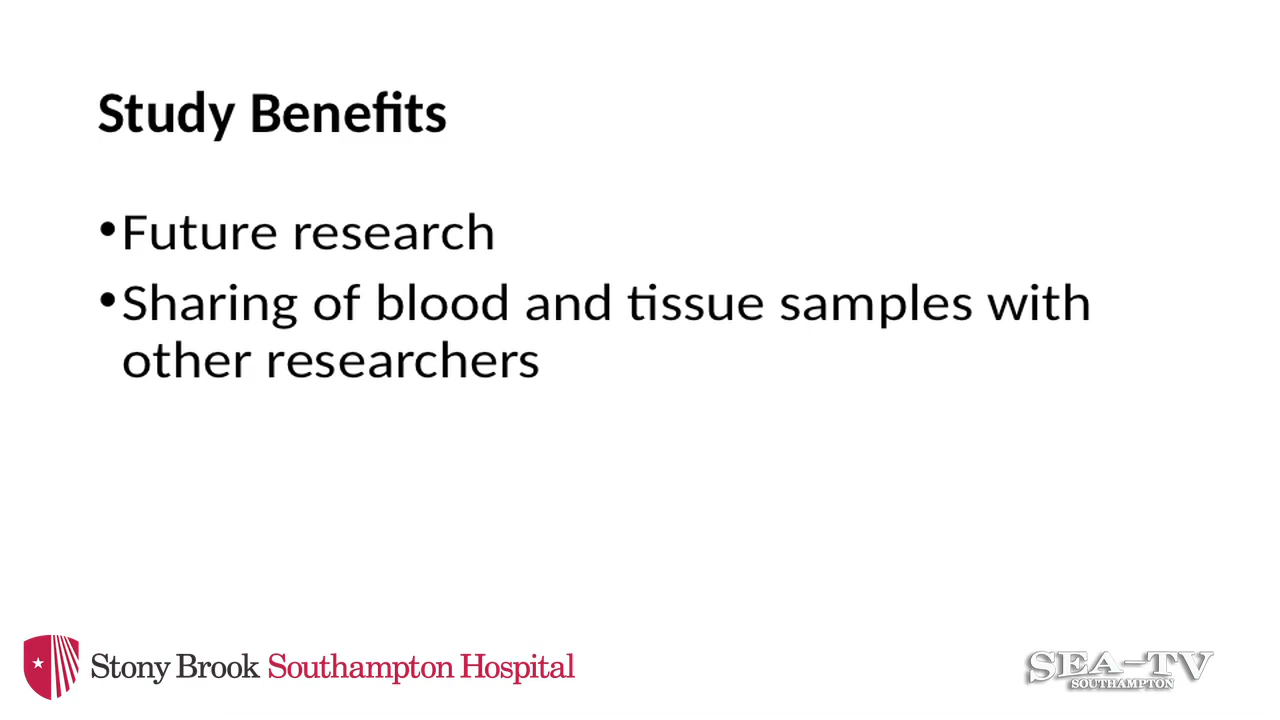 Study Benefits
•Future research
•Sharing of blood and tissue samples with
other researchers
Stony Brook Southampton Hospital
SEA-TV
SOUTHAMPTON